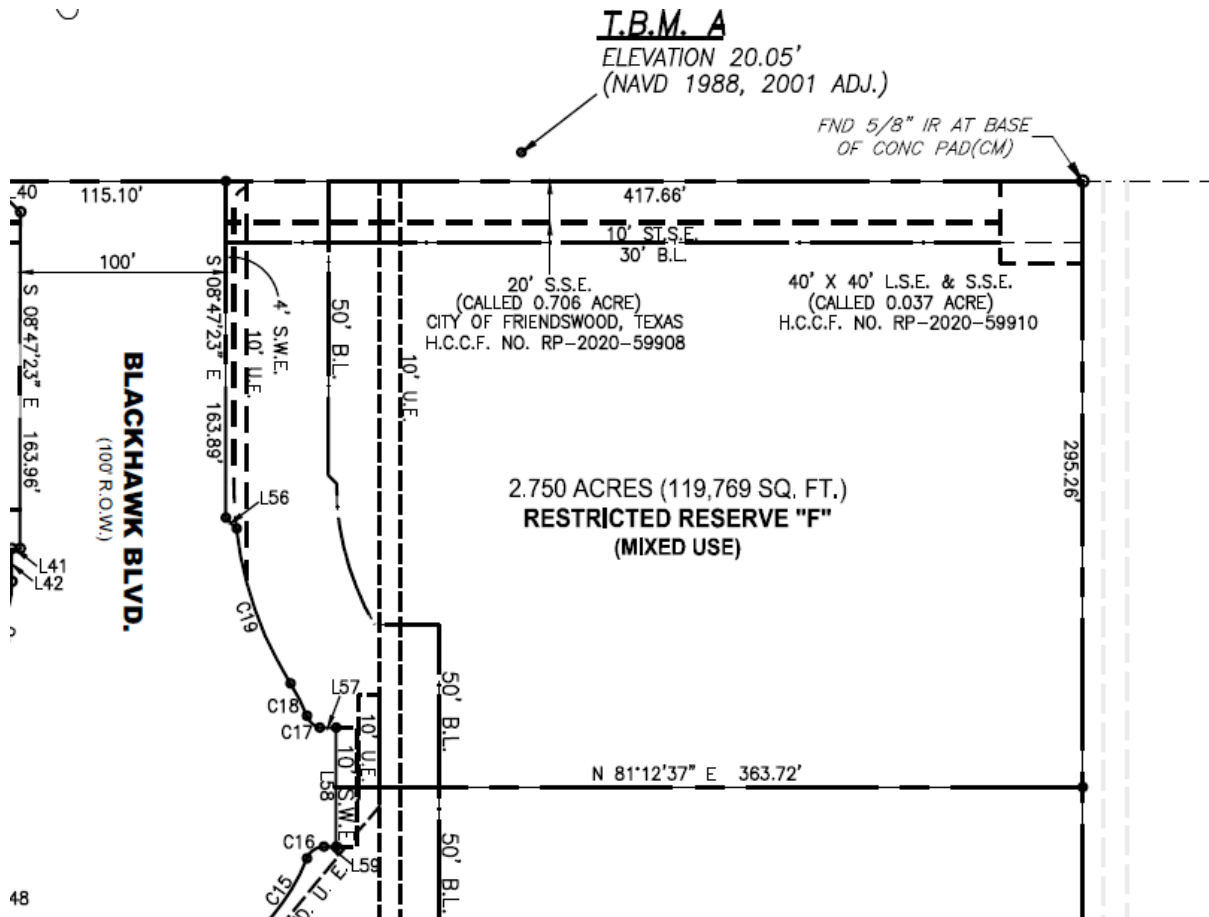 T.B.M. A
ELEVATION 20.05'
(NAVD 1988, 2001 ADJ.)
FND 5/8" IR AT BASE
OF CONC PAD(CM)
40
115.10'
417.66'
10' ST.S.E.
30' B.L.
100'
20' S.S.E.
(CALLED 0.706 ACRE)
CITY OF FRIENDSWOOD, TEXAS
H.C.C.F. NO. RP-2020-59908
40' X 40' L.S.E. & S.S.E.
(CALLED 0.037 ACRE)
H.C.C.F. NO. RP-2020-59910
S 08°47'23" E 163.96'
S 08°47'23" E 163.89'
4' S.W.E.
10' U.E.
50' B.L.
10' U.E.
BLACKHAWK BLVD.
(100' R.O.W.)
295.26'
2.750 ACRES (119,769 SQ. FT.)
RESTRICTED RESERVE "F"
(MIXED USE)
L56
L41
L42
C19
L57
C18
C17
10' U.E.
50' B.L.
L58
10' S.W.E.
N 81°12'37" E 363.72'
C16
L59
50' B.L.
C15
D. U. E.
48